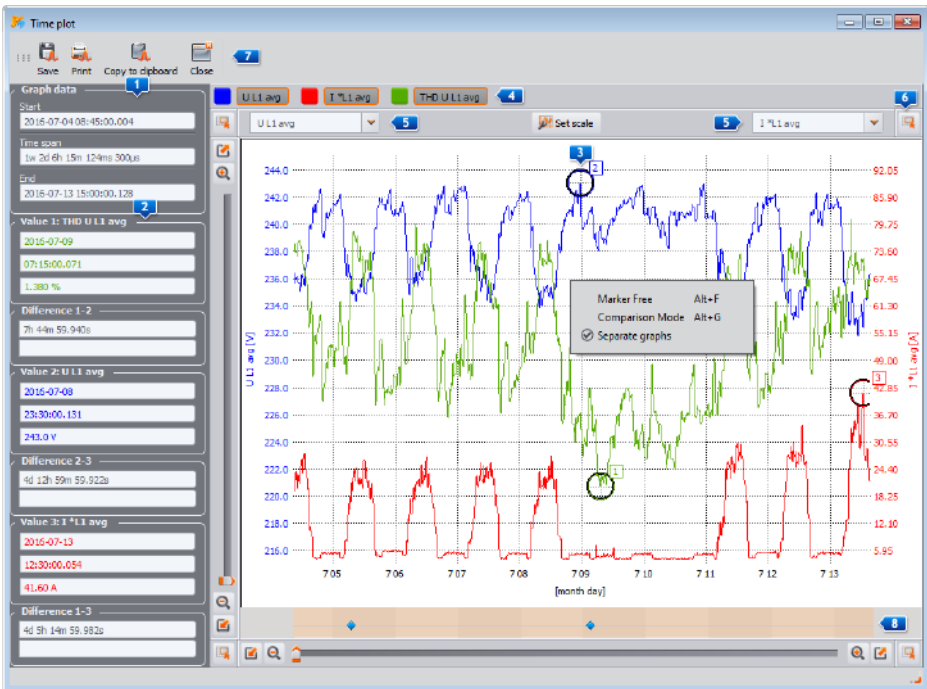 Time plot
Save Print Copy to clipboard Close
7
1
Graph data
Start
2016-07-04 08:45:00.004
Time span
1w 2d 6h 15m 124ms 300µs
End
2016-07-13 15:00:00.128
2
Value 1: THD U L1 avg
2016-07-09
07:15:00.071
1.380 %
Difference 1-2
7h 44m 59.940s
Value 2: U L1 avg
2016-07-08
23:30:00.131
243.0 V
Difference 2-3
4d 12h 59m 59.922s
Value 3: I *L1 avg
2016-07-13
12:30:00.054
41.60 A
Difference 1-3
4d 5h 14m 59.982s
U L1 avg I *L1 avg THD U L1 avg 4
6
U L1 avg 5 Set scale 5 I *L1 avg
3
2
244.0 92.05
242.0 85.90
240.0 79.75
238.0 73.60
236.0 67.45
234.0 61.30
232.0 55.15
230.0 49.00
228.0 42.85
226.0 36.70
224.0 30.55
222.0 24.40
220.0 18.25
218.0 12.10
216.0 5.95
U L1 avg [V]
I *L1 avg [A]
Marker Free Alt+F
Comparison Mode Alt+G
Separate graphs
3
1
7 05 7 06 7 07 7 08 7 09 7 10 7 11 7 12 7 13
[month day]
8